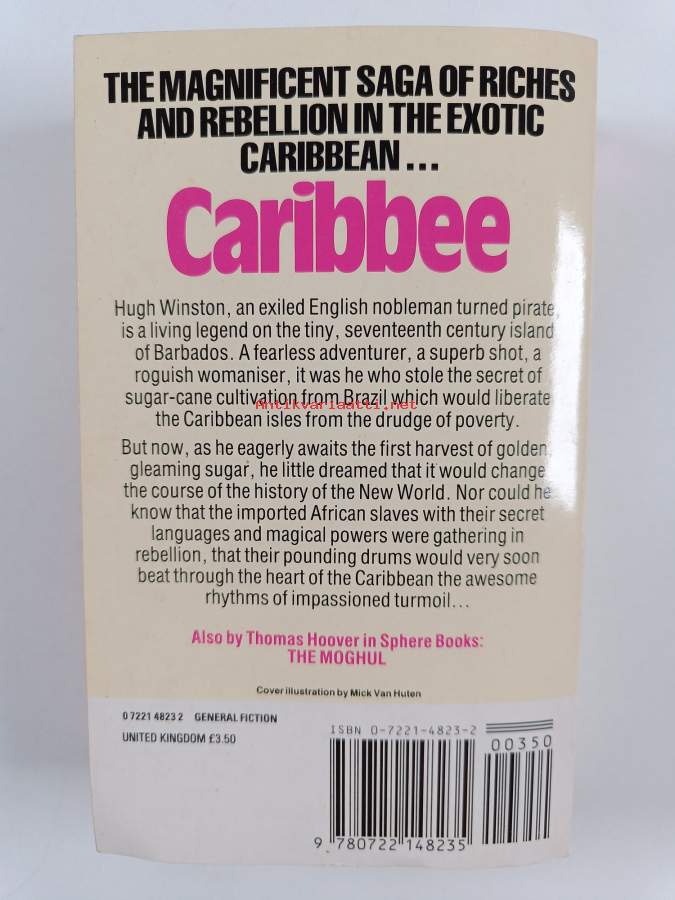 THE MAGNIFICENT SAGA OF RICHES
AND REBELLION IN THE EXOTIC
CARIBBEAN...
Caribbee
Hugh Winston, an exiled English nobleman turned pirate,
is a living legend on the tiny, seventeenth century island
of Barbados. A fearless adventurer, a superb shot, a
roguish womaniser, it was he who stole the secret of
sugar-cane cultivation from Brazil which would liberate
Antikvariaatti.net
the Caribbean isles from the drudge of poverty.
But now, as he eagerly awaits the first harvest of golden,
gleaming sugar, he little dreamed that it would change
the course of the history of the New World. Nor could he
know that the imported African slaves with their secret
languages and magical powers were gathering in
rebellion, that their pounding drums would very soon
beat through the heart of the Caribbean the awesome
rhythms of impassioned turmoil...
Also by Thomas Hoover in Sphere Books:
THE MOGHUL
Cover illustration by Mick Van Huten
0 7221 4823 2 GENERAL FICTION
UNITED KINGDOM £3.50
ISBN 0-7221-4823-2
00350
9 780722 148235